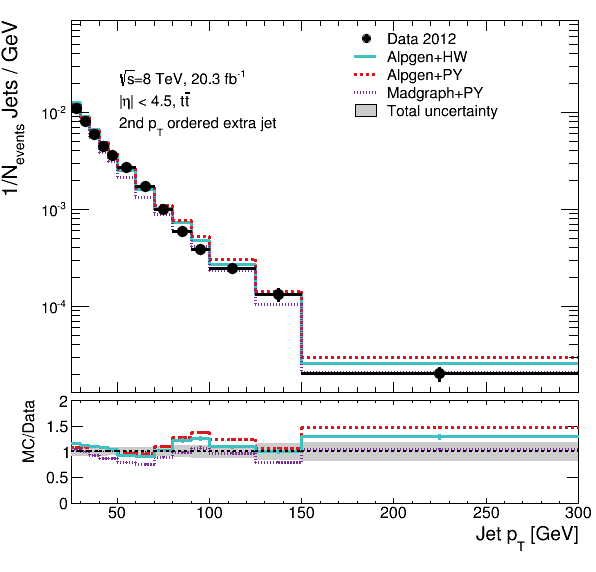 1/N_events Jets / GeV
Data 2012
Alpgen+HW
Alpgen+PY
Madgraph+PY
Total uncertainty
√s=8 TeV, 20.3 fb⁻¹
|η| < 4.5, tt̄
2nd p_T ordered extra jet
10⁻²
10⁻³
10⁻⁴
MC/Data
2
1.5
1
0.5
0
50 100 150 200 250 300
Jet p_T [GeV]